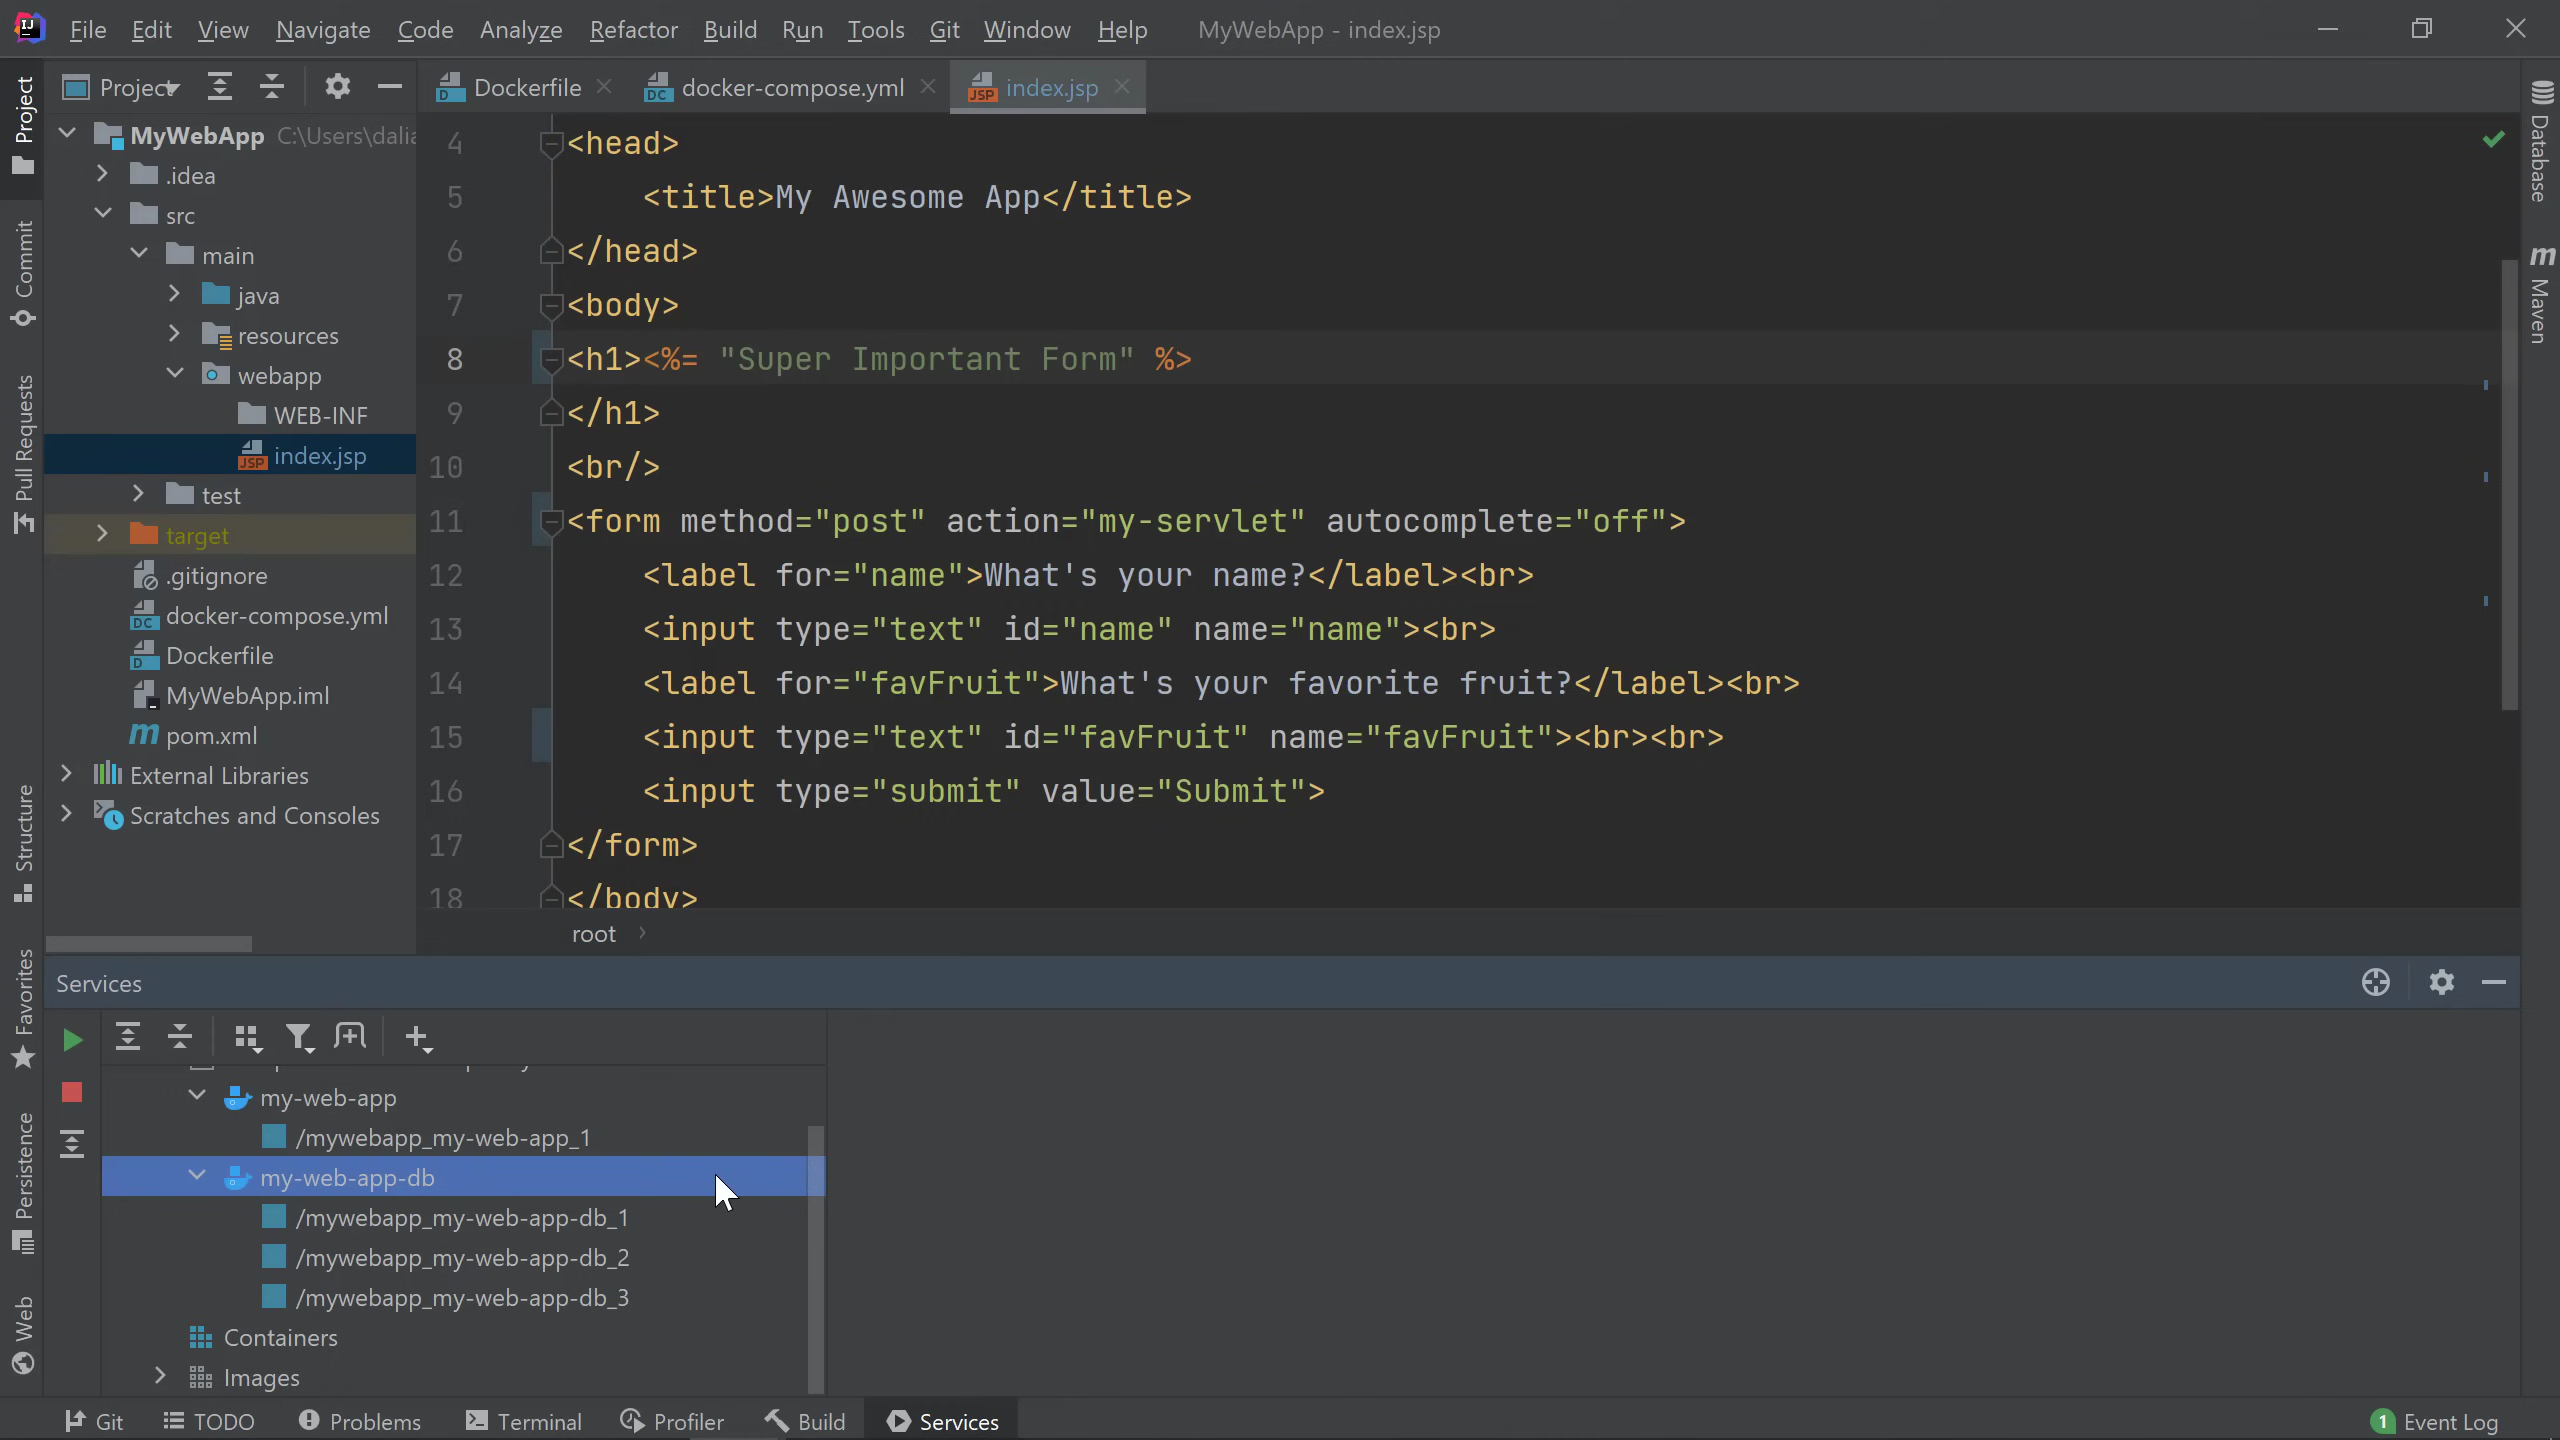 File Edit View Navigate Code Analyze Refactor Build Run Tools Git Window Help MyWebApp - index.jsp
Project
Dockerfile docker-compose.yml index.jsp
MyWebApp C:\Users\dalia
.idea
src
main
java
resources
webapp
WEB-INF
index.jsp
test
target
.gitignore
docker-compose.yml
Dockerfile
MyWebApp.iml
pom.xml
External Libraries
Scratches and Consoles
4 <head>
5 <title>My Awesome App</title>
6 </head>
7 <body>
8 <h1><%= "Super Important Form" %>
9 </h1>
10 <br/>
11 <form method="post" action="my-servlet" autocomplete="off">
12 <label for="name">What's your name?</label><br>
13 <input type="text" id="name" name="name"><br>
14 <label for="favFruit">What's your favorite fruit?</label><br>
15 <input type="text" id="favFruit" name="favFruit"><br><br>
16 <input type="submit" value="Submit">
17 </form>
18 </body>
root
Project
Commit
Pull Requests
Structure
Favorites
Persistence
Web
Database
Maven
Services
my-web-app
/mywebapp_my-web-app_1
my-web-app-db
/mywebapp_my-web-app-db_1
/mywebapp_my-web-app-db_2
/mywebapp_my-web-app-db_3
Containers
Images
Git TODO Problems Terminal Profiler Build Services 1 Event Log